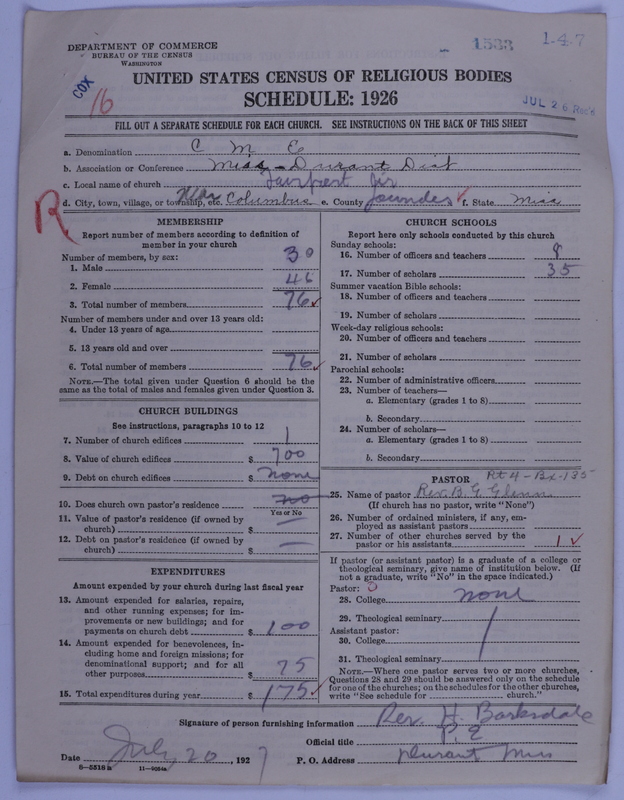 DEPARTMENT OF COMMERCE
BUREAU OF THE CENSUS
WASHINGTON
1533
1-4-7
COX
16
UNITED STATES CENSUS OF RELIGIOUS BODIES
SCHEDULE: 1926
JUL 26 Rec'd
FILL OUT A SEPARATE SCHEDULE FOR EACH CHURCH. SEE INSTRUCTIONS ON THE BACK OF THIS SHEET
a. Denomination C M E
b. Association or Conference Miss - Durant Dist
c. Local name of church
d. City, town, village, or township, etc. Near Columbus e. County Lowndes f. State Miss
R
MEMBERSHIP
Report number of members according to definition of
member in your church
Number of members, by sex:
1. Male 30
2. Female 46
3. Total number of members 76
Number of members under and over 13 years old:
4. Under 13 years of age
5. 13 years old and over
6. Total number of members 76
NOTE.—The total given under Question 6 should be the
same as the total of males and females given under Question 3.
CHURCH BUILDINGS
See instructions, paragraphs 10 to 12
7. Number of church edifices 1
8. Value of church edifices $ 700
9. Debt on church edifices $ none
10. Does church own pastor's residence no
Yes or No
11. Value of pastor's residence (if owned by
church) $ —
12. Debt on pastor's residence (if owned by
church) $ —
EXPENDITURES
Amount expended by your church during last fiscal year
13. Amount expended for salaries, repairs,
and other running expenses; for im-
provements or new buildings; and for
payments on church debt $ 100
14. Amount expended for benevolences, in-
cluding home and foreign missions; for
denominational support; and for all
other purposes $ 75
15. Total expenditures during year $ 175
CHURCH SCHOOLS
Report here only schools conducted by this church
Sunday schools:
16. Number of officers and teachers 8
17. Number of scholars 35
Summer vacation Bible schools:
18. Number of officers and teachers
19. Number of scholars
Week-day religious schools:
20. Number of officers and teachers
21. Number of scholars
Parochial schools:
22. Number of administrative officers
23. Number of teachers—
a. Elementary (grades 1 to 8)
b. Secondary
24. Number of scholars—
a. Elementary (grades 1 to 8)
b. Secondary
PASTOR Rt 4 - Bx - 135
25. Name of pastor Rev. B. G. Glenn
(If church has no pastor, write "None")
26. Number of ordained ministers, if any, em-
ployed as assistant pastors
27. Number of other churches served by the
pastor or his assistants 1
If pastor (or assistant pastor) is a graduate of a college or
theological seminary, give name of institution below. (If
not a graduate, write "No" in the space indicated.)
Pastor: 0
28. College none
29. Theological seminary
Assistant pastor:
30. College
31. Theological seminary
NOTE.—Where one pastor serves two or more churches,
Questions 28 and 29 should be answered only on the schedule
for one of the churches; on the schedules for the other churches,
write "See schedule for church."
Signature of person furnishing information Rev. H. Barksdale
Official title P. E
Date July 20, 1927 P. O. Address Durant Miss
8-5518a 11-9064a